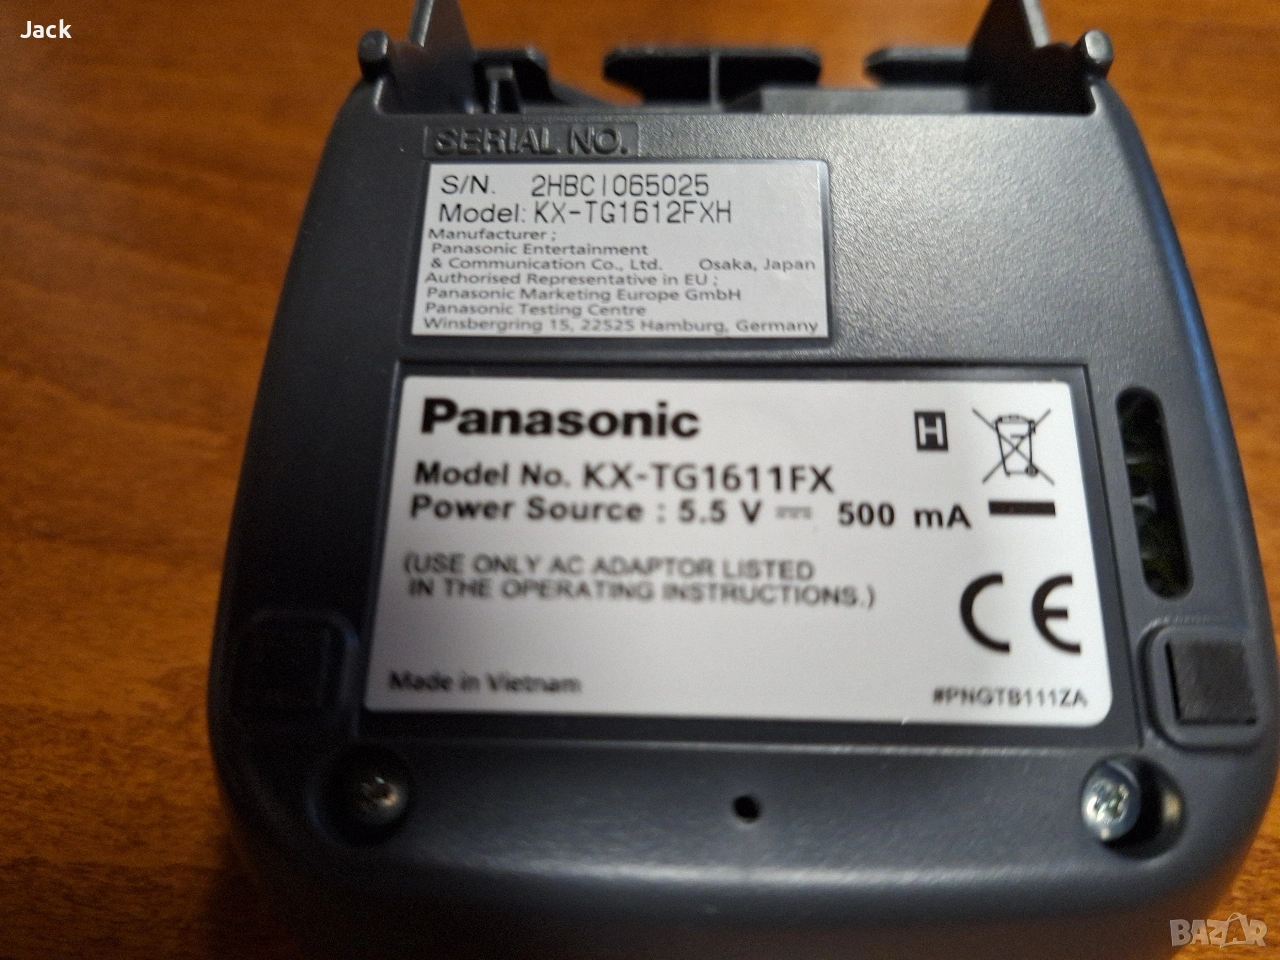 Jack
SERIAL NO.
S/N. 2HBCI065025
Model: KX-TG1612FXH
Manufacturer ;
Panasonic Entertainment
& Communication Co., Ltd. Osaka, Japan
Authorised Representative in EU ;
Panasonic Marketing Europe GmbH
Panasonic Testing Centre
Winsbergring 15, 22525 Hamburg, Germany
Panasonic
H
Model No. KX-TG1611FX
Power Source : 5.5 V ⎓ 500 mA
(USE ONLY AC ADAPTOR LISTED
IN THE OPERATING INSTRUCTIONS.)
CE
Made in Vietnam
#PNGTB111ZA
BAZAR